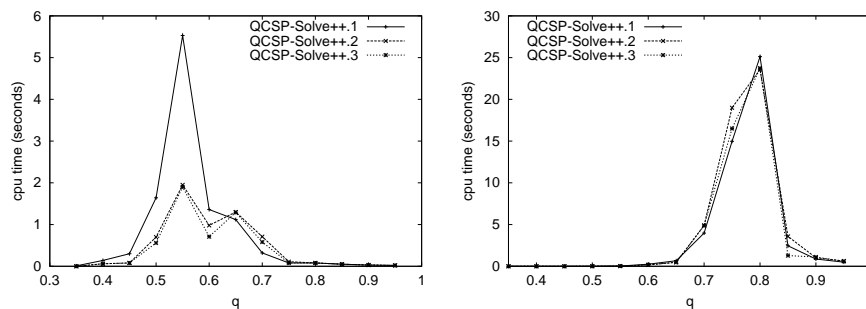 6
5
4
3
2
1
0
cpu time (seconds)
QCSP-Solve++.1
QCSP-Solve++.2
QCSP-Solve++.3
0.3 0.4 0.5 0.6 0.7 0.8 0.9 1
q
30
25
20
15
10
5
0
cpu time (seconds)
QCSP-Solve++.1
QCSP-Solve++.2
QCSP-Solve++.3
0.4 0.5 0.6 0.7 0.8 0.9
q